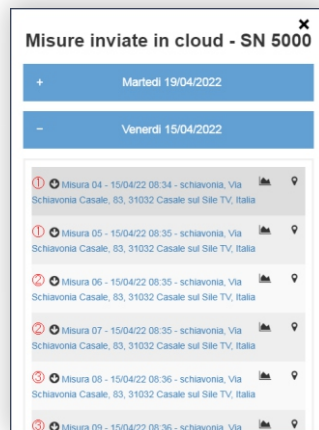 ×
Misure inviate in cloud - SN 5000
+ Martedì 19/04/2022
− Venerdì 15/04/2022
① Misura 04 - 15/04/22 08:34 - schiavonia, Via
Schiavonia Casale, 83, 31032 Casale sul Sile TV, Italia
① Misura 05 - 15/04/22 08:35 - schiavonia, Via
Schiavonia Casale, 83, 31032 Casale sul Sile TV, Italia
② Misura 06 - 15/04/22 08:35 - schiavonia, Via
Schiavonia Casale, 83, 31032 Casale sul Sile TV, Italia
② Misura 07 - 15/04/22 08:35 - schiavonia, Via
Schiavonia Casale, 83, 31032 Casale sul Sile TV, Italia
③ Misura 08 - 15/04/22 08:36 - schiavonia, Via
Schiavonia Casale, 83, 31032 Casale sul Sile TV, Italia
③ Misura 09 - 15/04/22 08:36 - schiavonia, Via